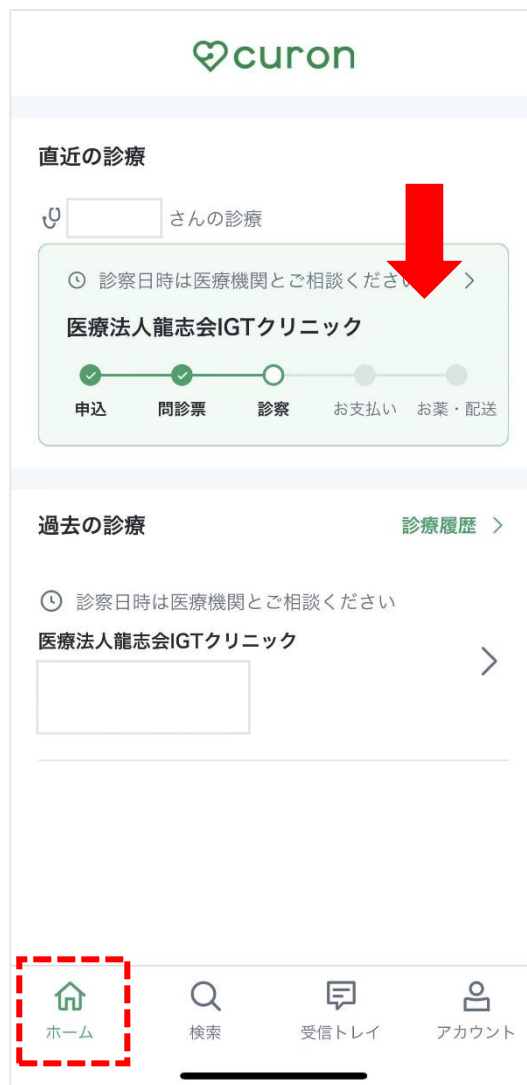 curon
直近の診療
さんの診療
診察日時は医療機関とご相談くださ
医療法人龍志会IGTクリニック
申込 問診票 診察 お支払い お薬・配送
過去の診療 診療履歴
診察日時は医療機関とご相談ください
医療法人龍志会IGTクリニック
ホーム 検索 受信トレイ アカウント